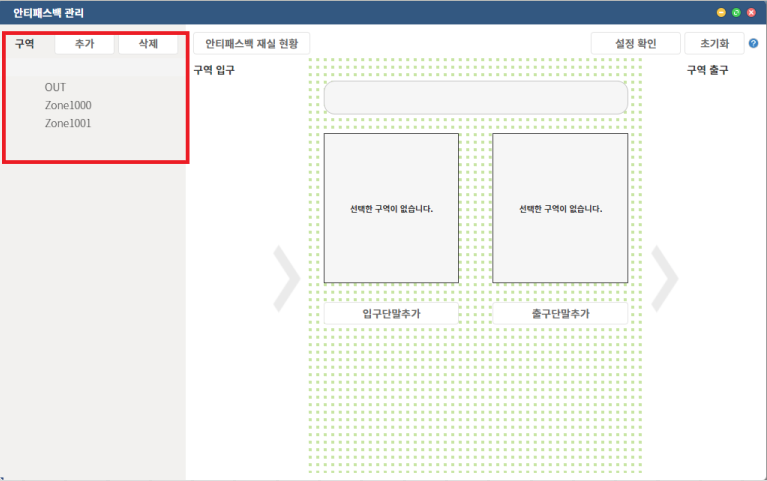 안티패스백 관리
구역 추가 삭제 안티패스백 재실 현황 설정 확인 초기화 ?
구역 입구 구역 출구
OUT
Zone1000
Zone1001
선택한 구역이 없습니다. 선택한 구역이 없습니다.
입구단말추가 출구단말추가